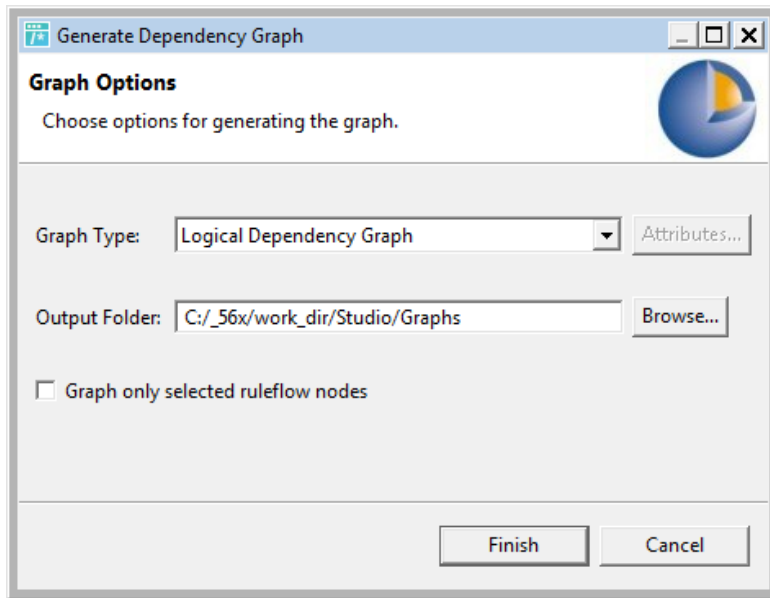 Generate Dependency Graph
Graph Options
Choose options for generating the graph.
Graph Type: Logical Dependency Graph Attributes...
Output Folder: C:/_56x/work_dir/Studio/Graphs Browse...
Graph only selected ruleflow nodes
Finish Cancel